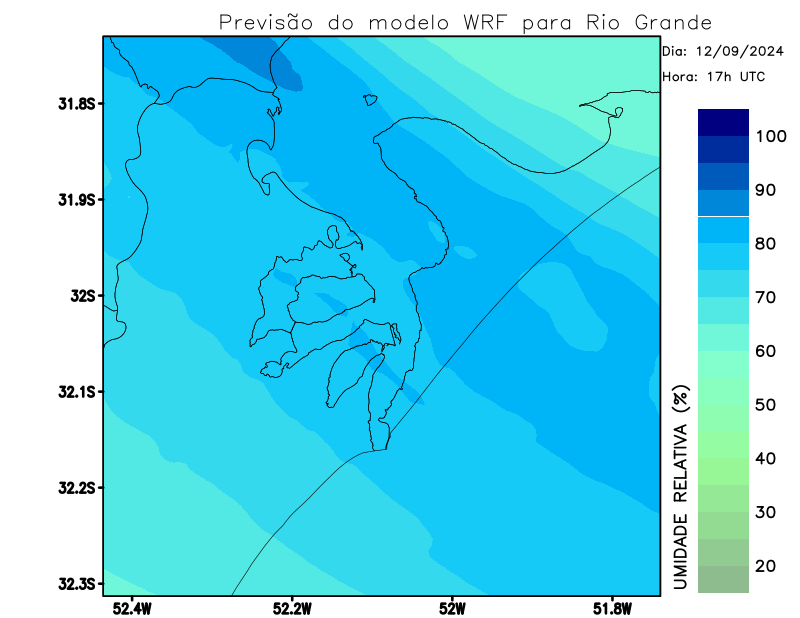 Previsão do modelo WRF para Rio Grande
Dia: 12/09/2024
Hora: 17h UTC
31.8S
31.9S
32S
32.1S
32.2S
32.3S
52.4W
52.2W
52W
51.8W
100
90
80
70
60
50
40
30
20
UMIDADE RELATIVA (%)